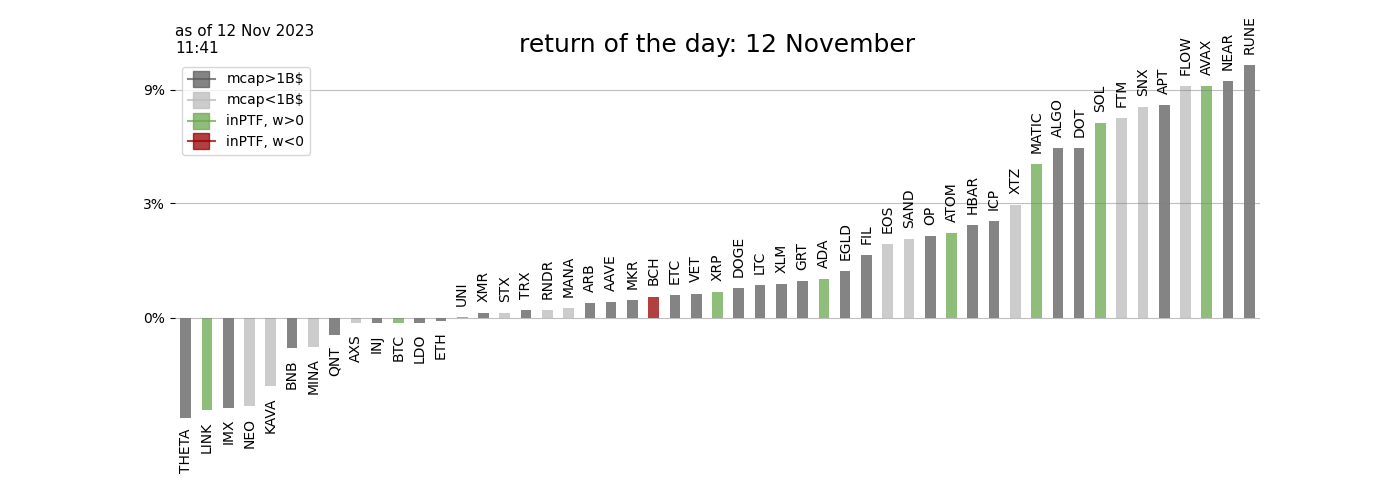 as of 12 Nov 2023
11:41
return of the day: 12 November
mcap>1B$
mcap<1B$
inPTF, w>0
inPTF, w<0
9%
3%
0%
THETA
LINK
IMX
NEO
KAVA
BNB
MINA
QNT
AXS
INJ
BTC
LDO
ETH
UNI
XMR
STX
TRX
RNDR
MANA
ARB
AAVE
MKR
BCH
ETC
VET
XRP
DOGE
LTC
XLM
GRT
ADA
EGLD
FIL
EOS
SAND
OP
ATOM
HBAR
ICP
XTZ
MATIC
ALGO
DOT
SOL
FTM
SNX
APT
FLOW
AVAX
NEAR
RUNE